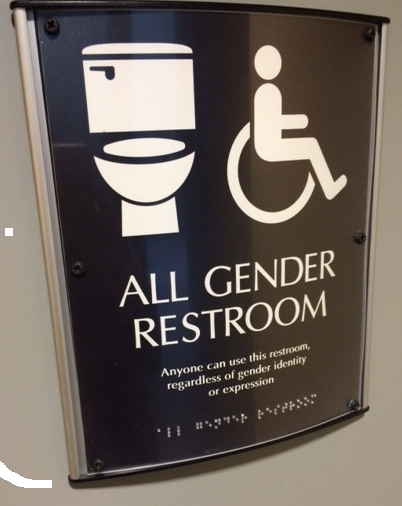 ALL GENDER
RESTROOM
Anyone can use this restroom,
regardless of gender identity
or expression